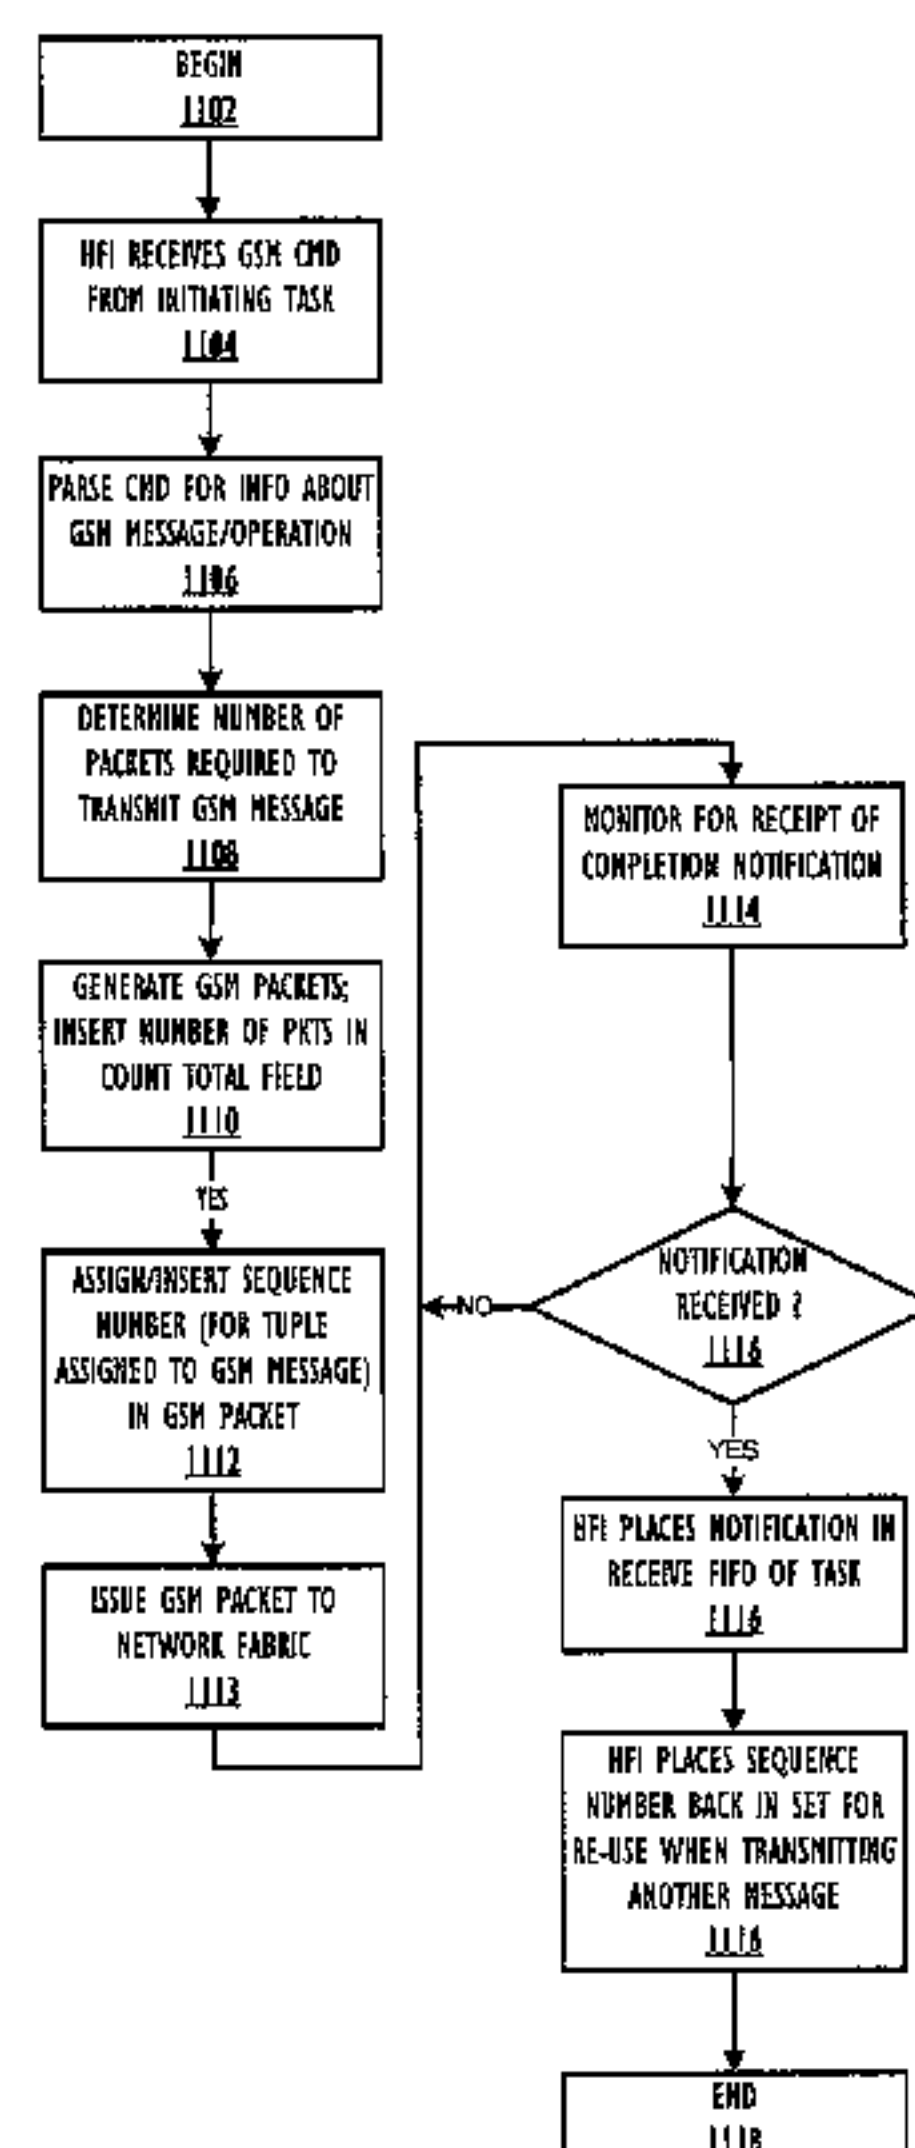 BEGIN
1102
HFI RECEIVES GSM CMD
FROM INITIATING TASK
1104
PARSE CMD FOR INFO ABOUT
GSM MESSAGE/OPERATION
1106
DETERMINE NUMBER OF
PACKETS REQUIRED TO
TRANSMIT GSM MESSAGE
1108
GENERATE GSM PACKETS;
INSERT NUMBER OF PKTS IN
COUNT TOTAL FIELD
1110
YES
ASSIGN/INSERT SEQUENCE
NUMBER (FOR TUPLE
ASSIGNED TO GSM MESSAGE)
IN GSM PACKET
1112
ISSUE GSM PACKET TO
NETWORK FABRIC
1113
MONITOR FOR RECEIPT OF
COMPLETION NOTIFICATION
1114
NOTIFICATION
RECEIVED ?
1116
NO
YES
HFI PLACES NOTIFICATION IN
RECEIVE FIFO OF TASK
1116
HFI PLACES SEQUENCE
NUMBER BACK IN SET FOR
RE-USE WHEN TRANSMITTING
ANOTHER MESSAGE
1116
END
1118